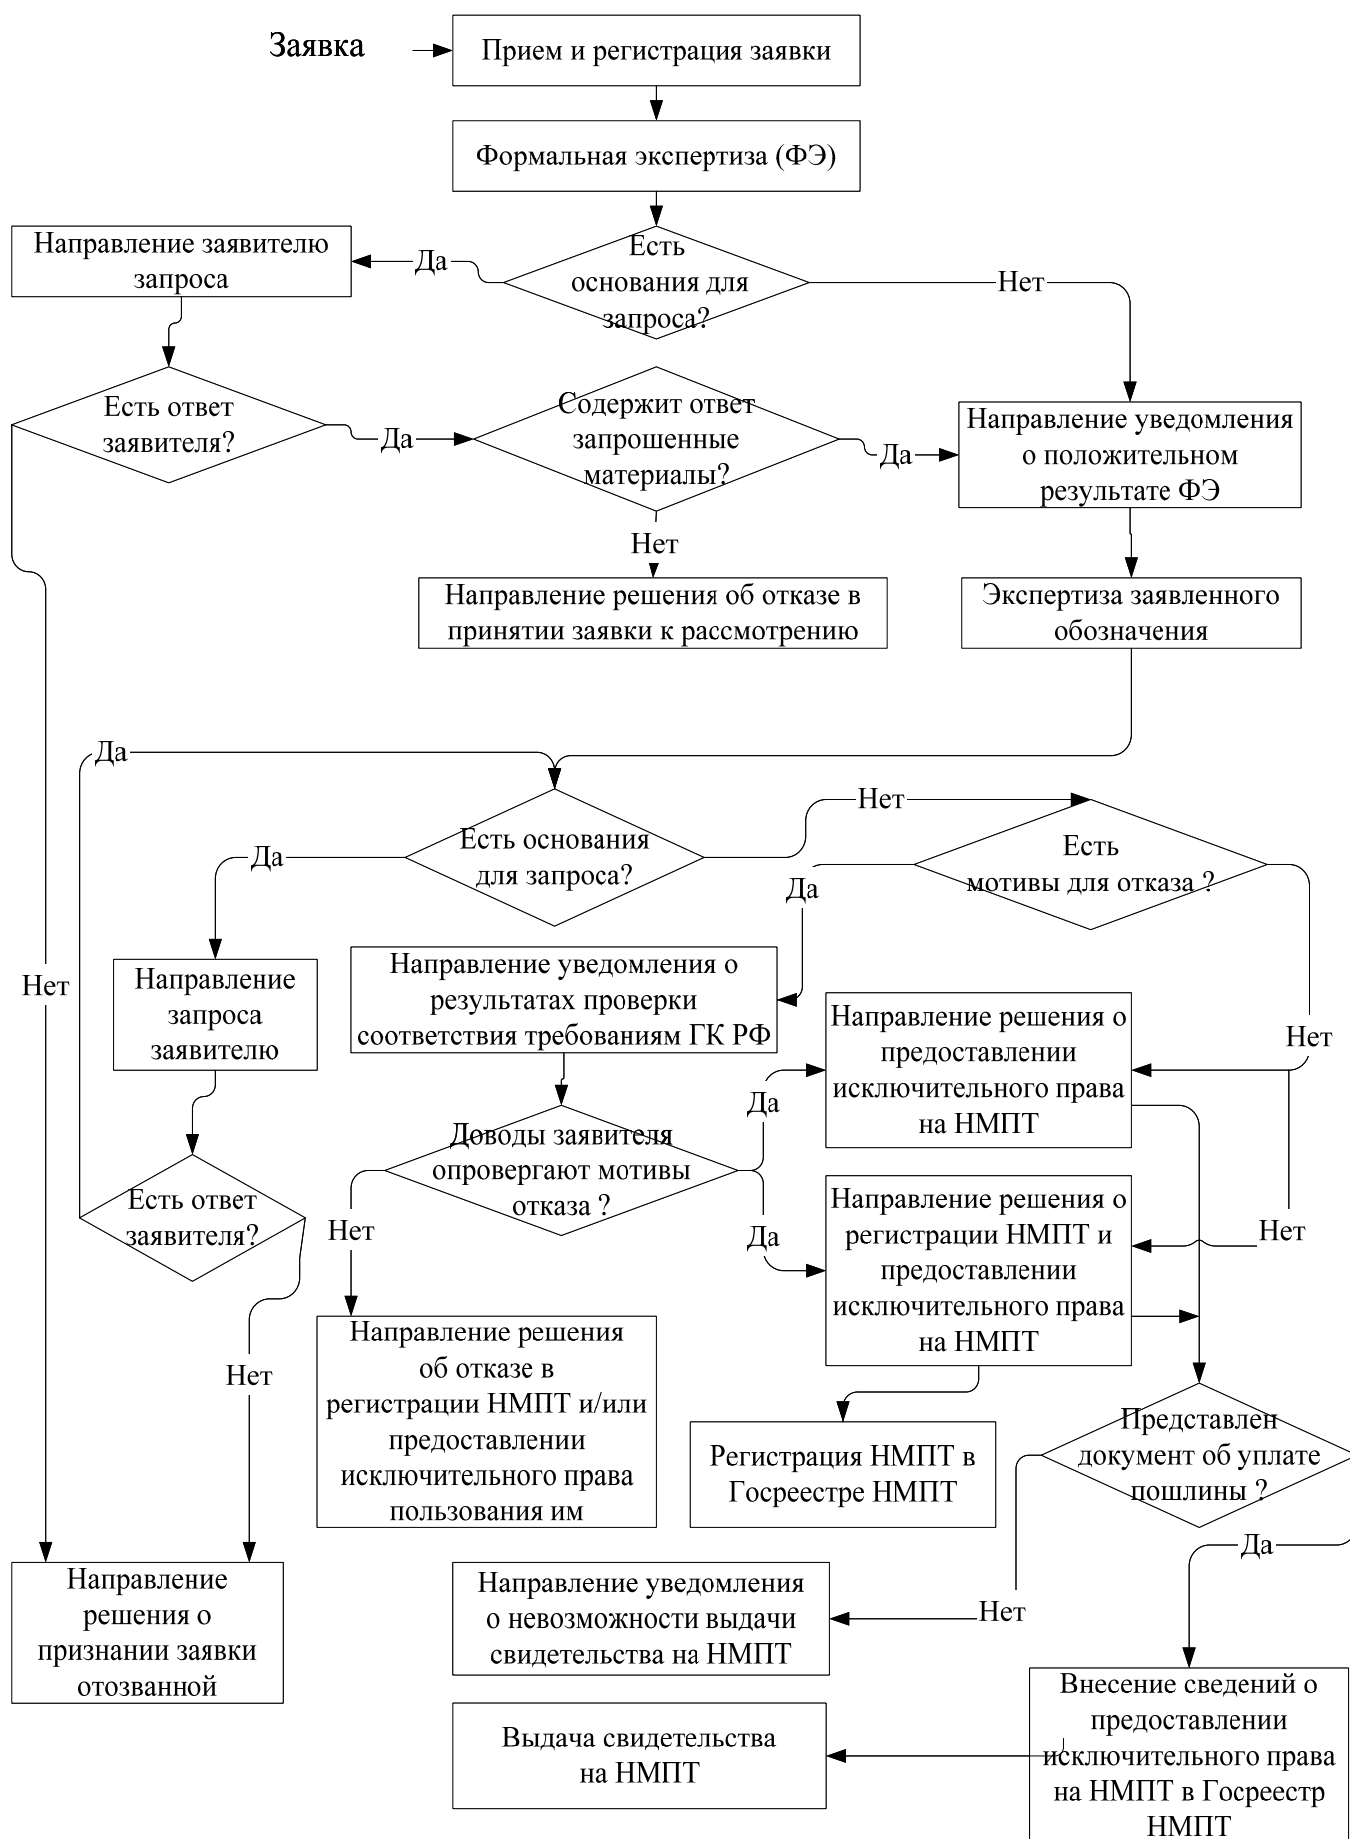 Заявка
Прием и регистрация заявки
Формальная экспертиза (ФЭ)
Есть
основания для
запроса?
Да
Нет
Направление заявителю
запроса
Есть ответ
заявителя?
Да
Содержит ответ
запрошенные
материалы?
Да
Направление уведомления
о положительном
результате ФЭ
Нет
Направление решения об отказе в
принятии заявки к рассмотрению
Экспертиза заявленного
обозначения
Да
Есть основания
для запроса?
Нет
Да
Есть
мотивы для отказа ?
Да
Нет
Направление
запроса
заявителю
Направление уведомления о
результатах проверки
соответствия требованиям ГК РФ
Направление решения о
предоставлении
исключительного права
на НМПТ
Нет
Да
Доводы заявителя
опровергают мотивы
отказа ?
Есть ответ
заявителя?
Нет
Да
Направление решения о
регистрации НМПТ и
предоставлении
исключительного права
на НМПТ
Нет
Нет
Направление решения
об отказе в
регистрации НМПТ и/или
предоставлении
исключительного права
пользования им
Регистрация НМПТ в
Госреестре НМПТ
Представлен
документ об уплате
пошлины ?
Да
Нет
Направление
решения о
признании заявки
отозванной
Направление уведомления
о невозможности выдачи
свидетельства на НМПТ
Выдача свидетельства
на НМПТ
Внесение сведений о
предоставлении
исключительного права
на НМПТ в Госреестр
НМПТ